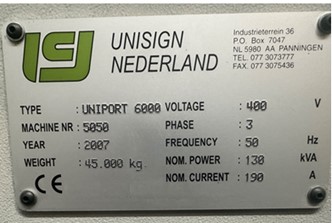 UNISIGN
NEDERLAND
Industrieterrein 36
P.O. Box 7047
NL 5980 AA PANNINGEN
TEL. 077 3073777
FAX. 077 3075436
TYPE : UNIPORT 6000 VOLTAGE : 400 V
MACHINE NR : 5050 PHASE : 3
YEAR : 2007 FREQUENCY : 50 Hz
WEIGHT : 45.000 kg NOM. POWER : 130 kVA
CE NOM. CURRENT : 190 A